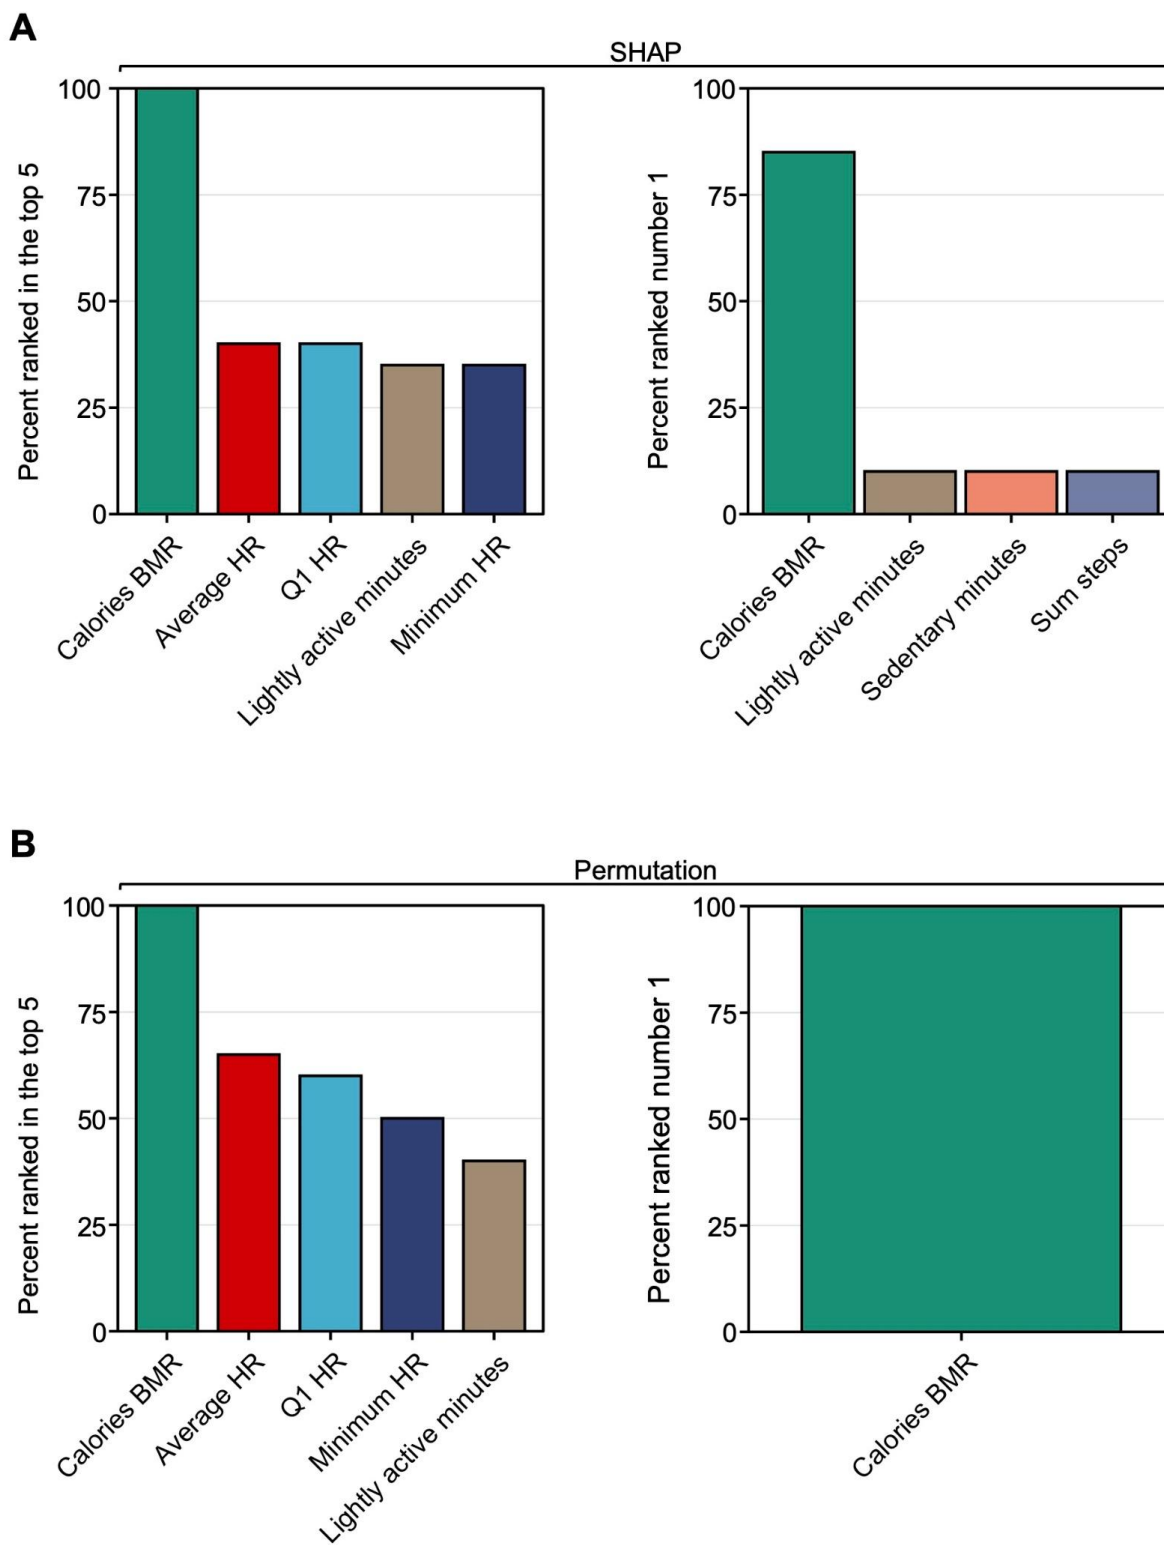 A
SHAP
Percent ranked in the top 5
100
75
50
25
0
Calories BMR
Average HR
Q1 HR
Lightly active minutes
Minimum HR
Percent ranked number 1
100
75
50
25
0
Calories BMR
Lightly active minutes
Sedentary minutes
Sum steps
B
Permutation
Percent ranked in the top 5
100
75
50
25
0
Calories BMR
Average HR
Q1 HR
Minimum HR
Lightly active minutes
Percent ranked number 1
100
75
50
25
0
Calories BMR